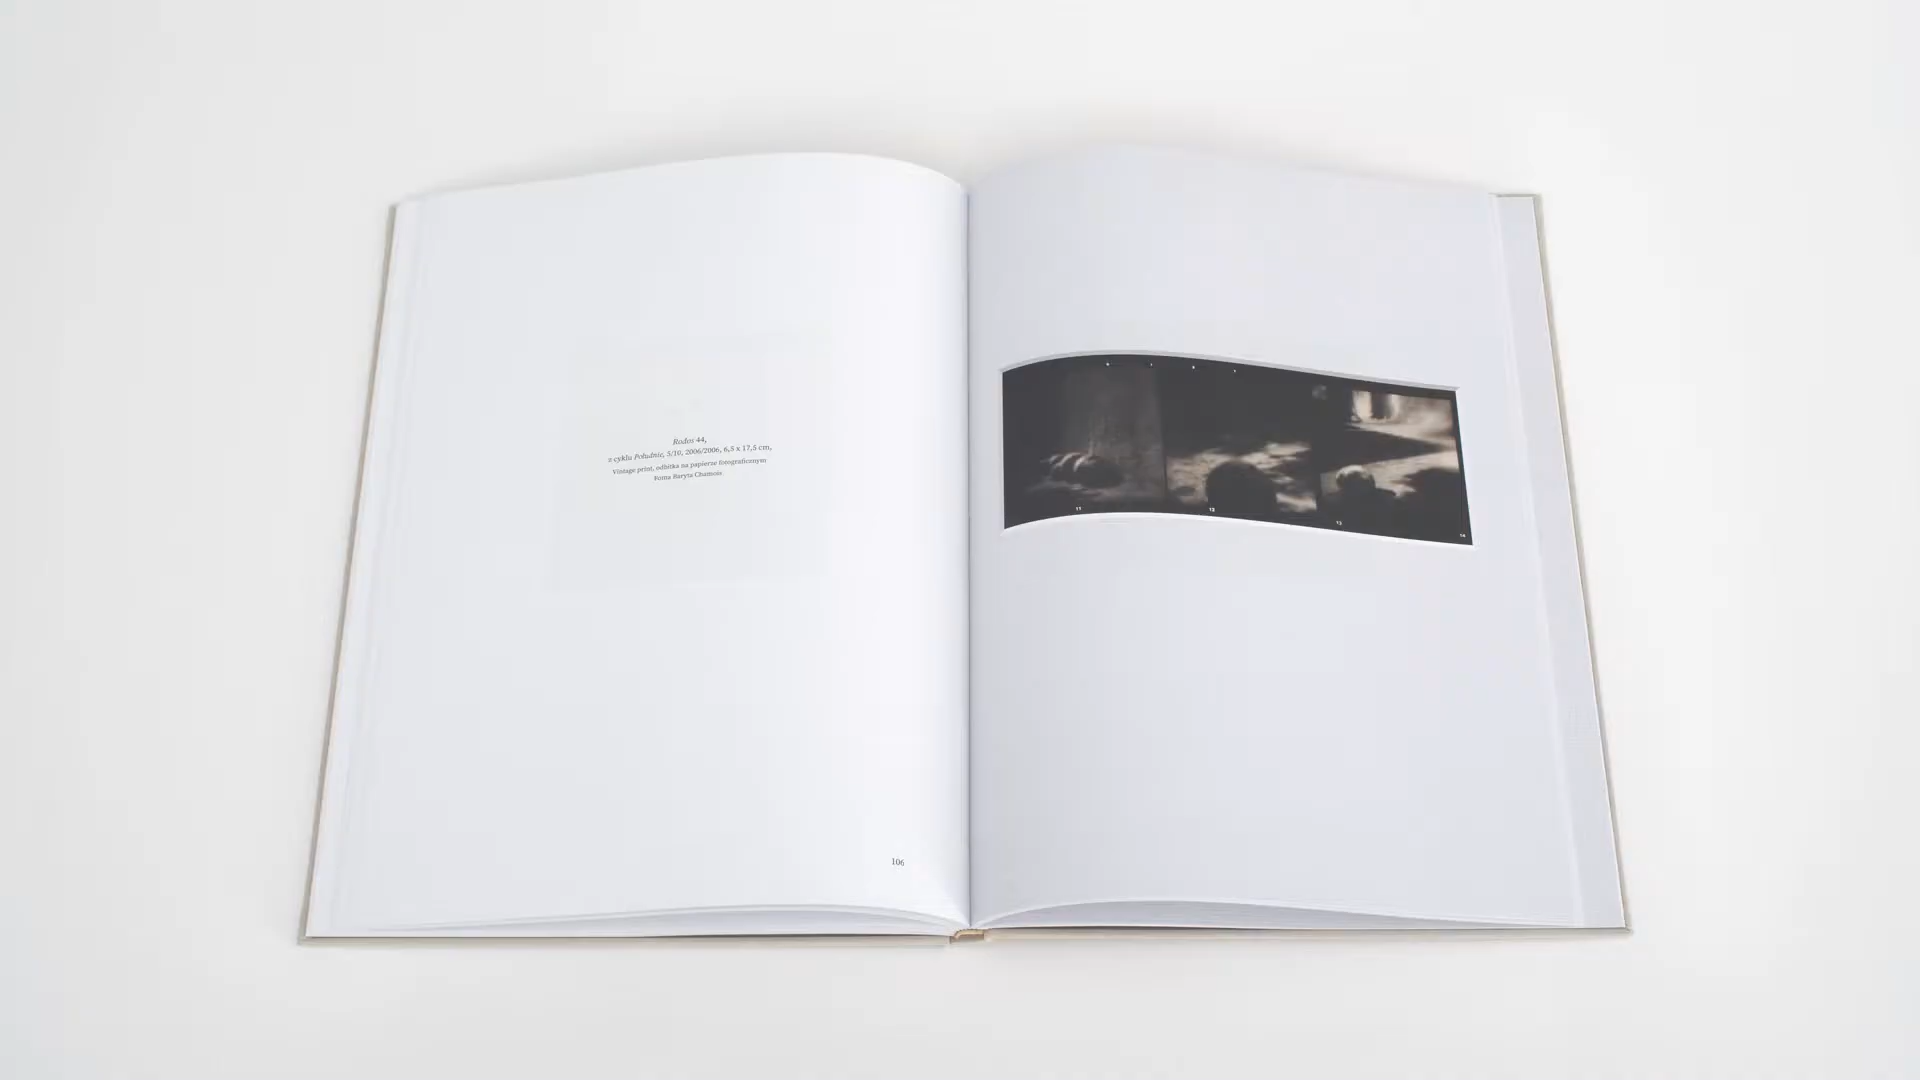 Rodos 44,
z cyklu Południe, 5/10, 2006/2006, 6,5 x 17,5 cm,
Vintage print, odbitka na papierze fotograficznym
Foma Baryta Chamois.
106
11
12
13
14